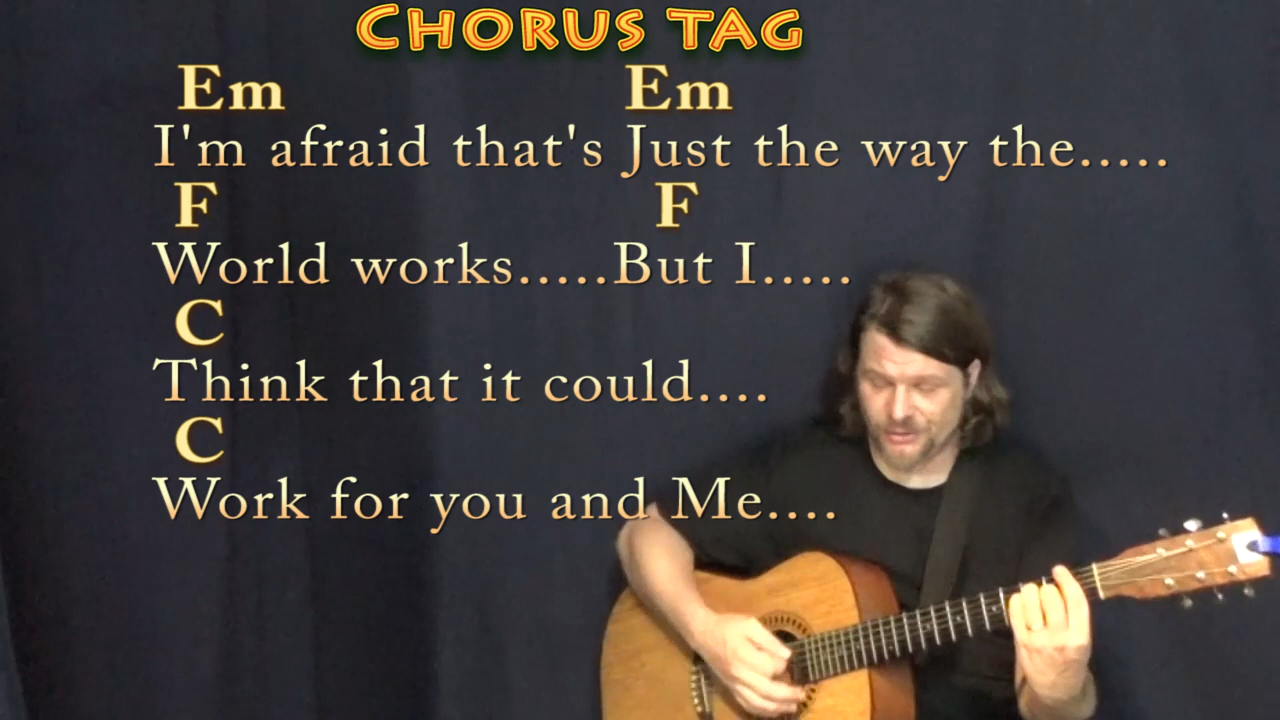 CHORUS TAG
Em Em
I'm afraid that's Just the way the.....
F F
World works.....But I.....
C
Think that it could....
C
Work for you and Me....